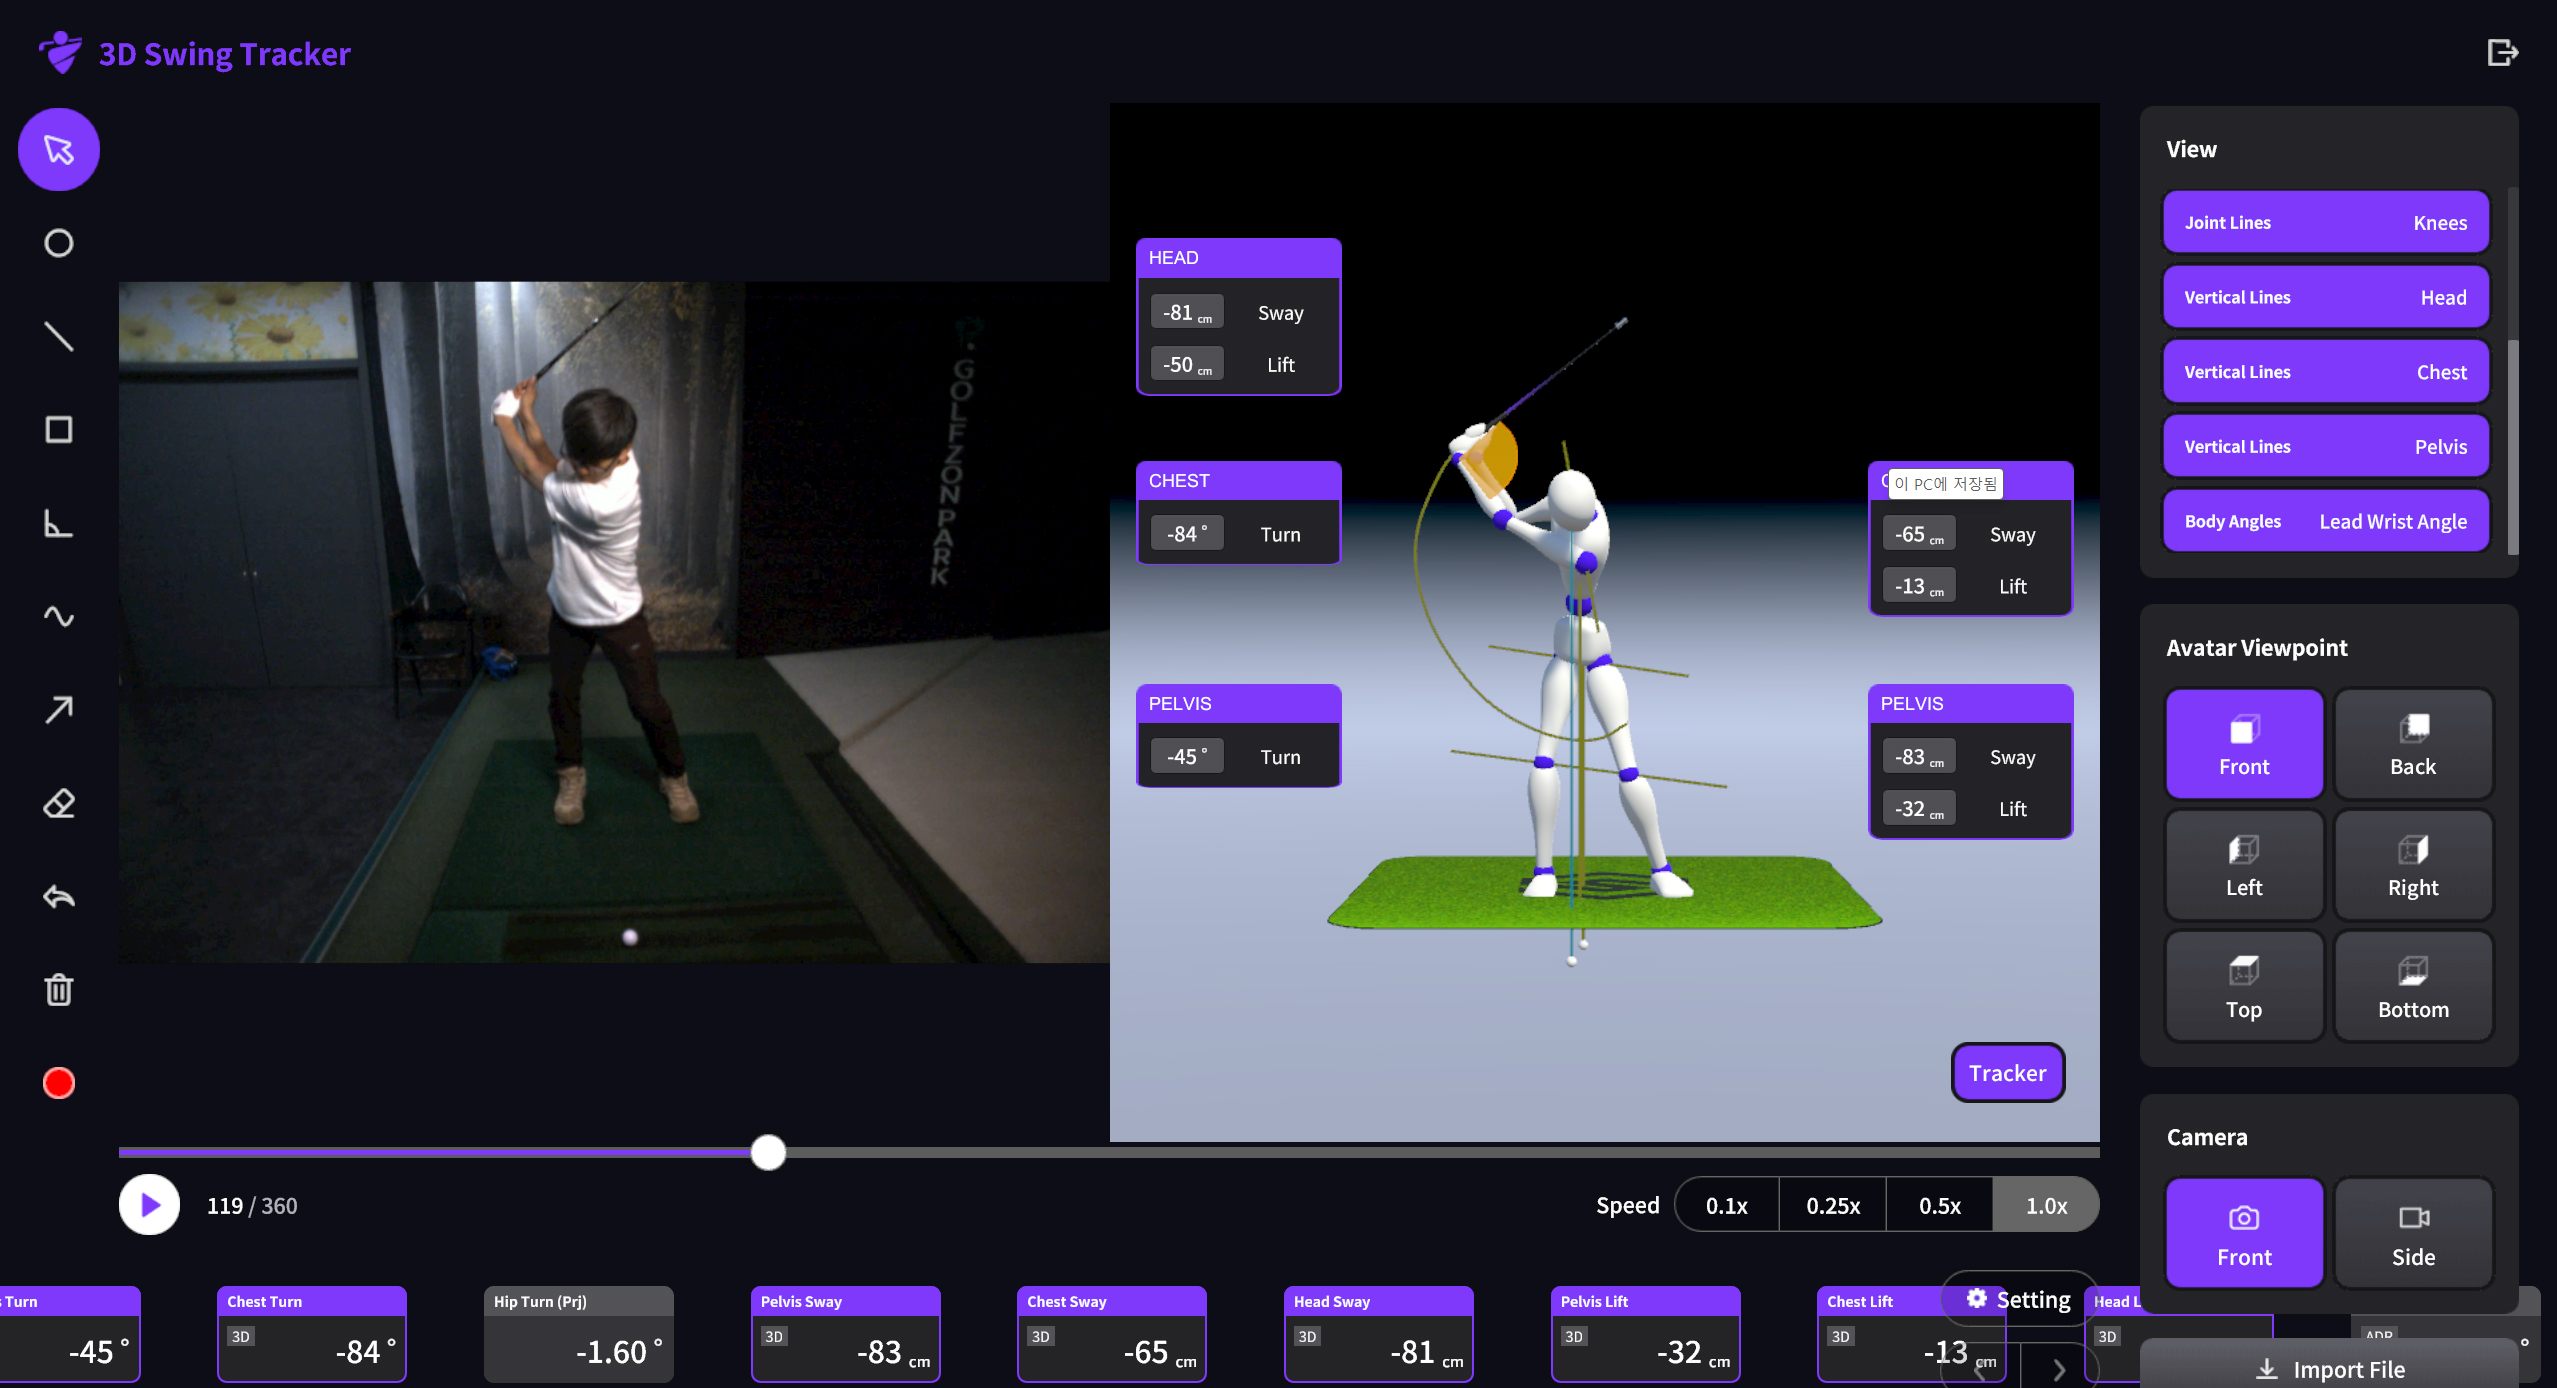 3D Swing Tracker
View
Joint Lines Knees
Vertical Lines Head
Vertical Lines Chest
Vertical Lines Pelvis
Body Angles Lead Wrist Angle
HEAD
-81 cm Sway
-50 cm Lift
CHEST
-84° Turn
PELVIS
-45° Turn
이 PC에 저장됨
-65 cm Sway
-13 cm Lift
PELVIS
-83 cm Sway
-32 cm Lift
GOLFZONPARK
Tracker
Avatar Viewpoint
Front Back
Left Right
Top Bottom
Camera
Front Side
119 / 360
Speed 0.1x 0.25x 0.5x 1.0x
Turn
-45°
Chest Turn
3D -84°
Hip Turn (Prj)
-1.60°
Pelvis Sway
3D -83 cm
Chest Sway
3D -65 cm
Head Sway
3D -81 cm
Pelvis Lift
3D -32 cm
Chest Lift
3D -13 cm
Setting
Head L
3D
°
Import File